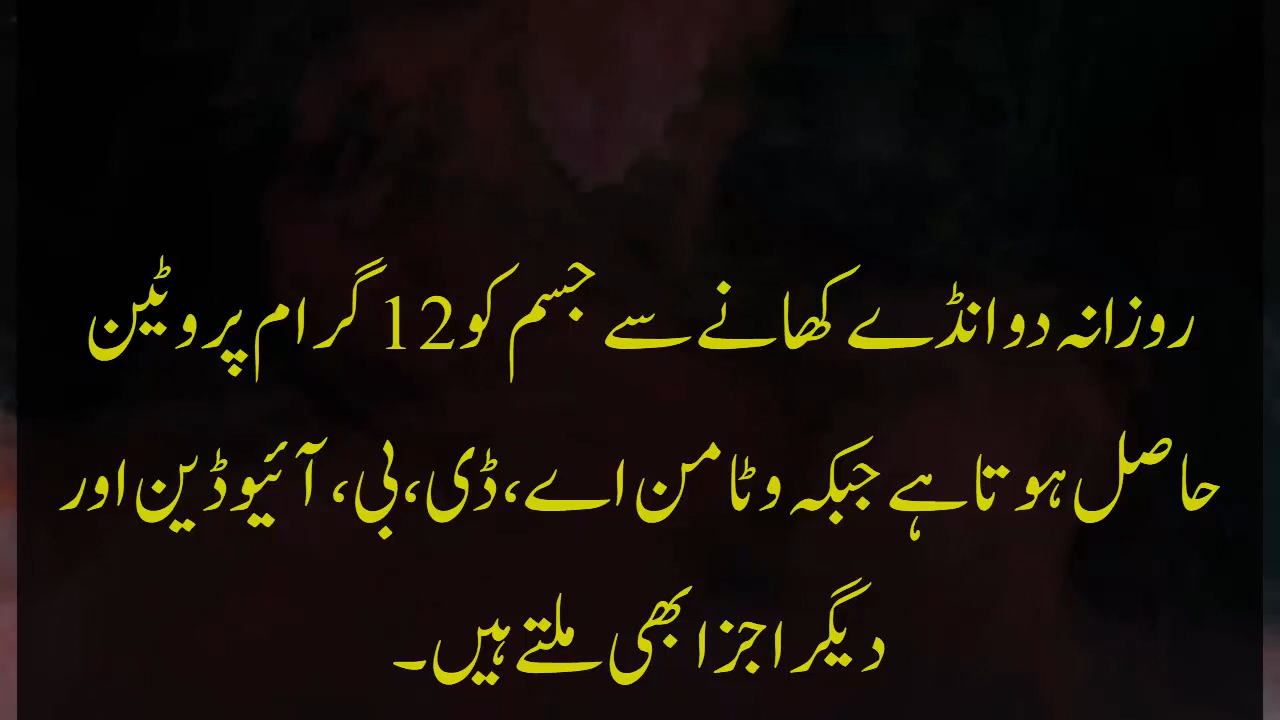 روزانہ دو انڈے کھانے سے جسم کو 12 گرام پروٹین
حاصل ہوتا ہے جبکہ وٹامن اے، ڈی، بی، آئیوڈین اور
دیگر اجزا بھی ملتے ہیں۔